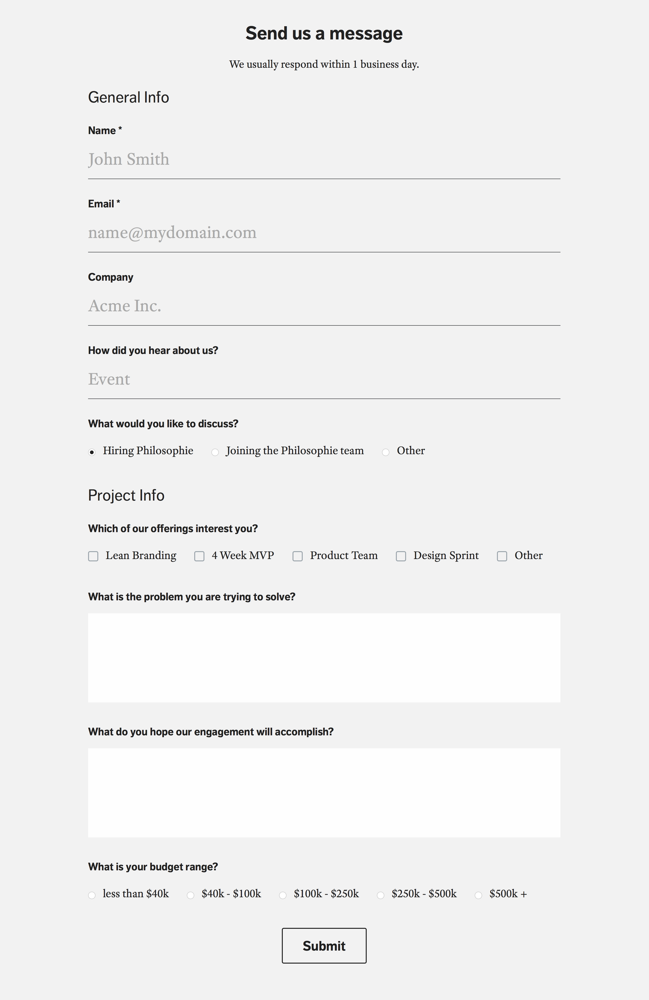 Send us a message
We usually respond within 1 business day.
General Info
Name *
John Smith
Email *
name@mydomain.com
Company
Acme Inc.
How did you hear about us?
Event
What would you like to discuss?
Hiring Philosophie Joining the Philosophie team Other
Project Info
Which of our offerings interest you?
Lean Branding 4 Week MVP Product Team Design Sprint Other
What is the problem you are trying to solve?
What do you hope our engagement will accomplish?
What is your budget range?
less than $40k $40k - $100k $100k - $250k $250k - $500k $500k +
Submit